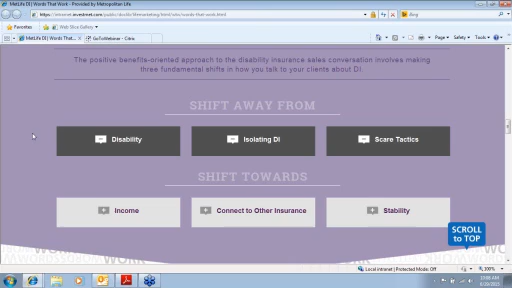 MetLife DI | Words That Work - Provided by Metropolitan Life
Bing
Favorites
Web Slice Gallery
MetLife DI | Words That...
GoToWebinar - Citrix
Page
Safety
Tools
The positive benefits-oriented approach to the disability insurance sales conversation involves making
three fundamental shifts in how you talk to your clients about DI.
SHIFT AWAY FROM
Disability
Isolating DI
Scare Tactics
SHIFT TOWARDS
Income
Connect to Other Insurance
Stability
SCROLL
to TOP
Local intranet | Protected Mode: Off
100%